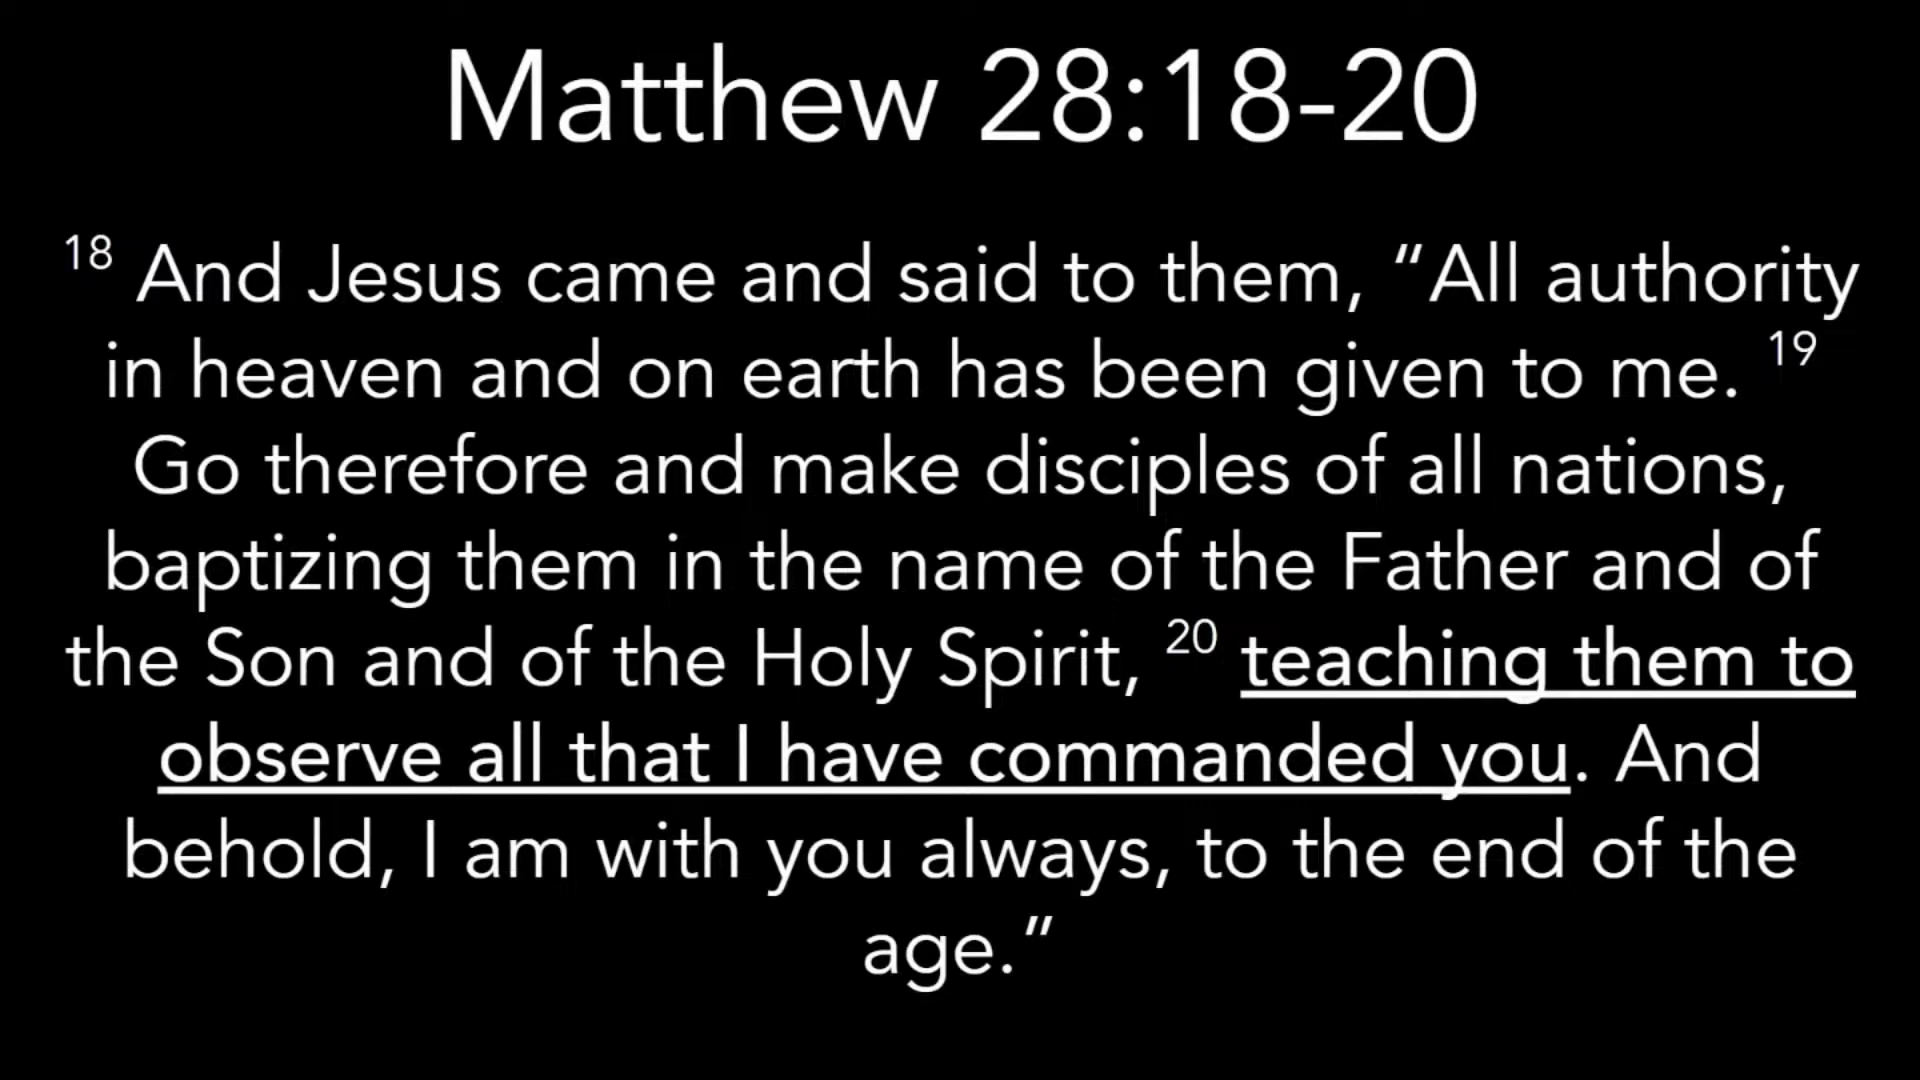 Matthew 28:18-20
18 And Jesus came and said to them, “All authority
in heaven and on earth has been given to me. 19
Go therefore and make disciples of all nations,
baptizing them in the name of the Father and of
the Son and of the Holy Spirit, 20 teaching them to
observe all that I have commanded you. And
behold, I am with you always, to the end of the
age.”